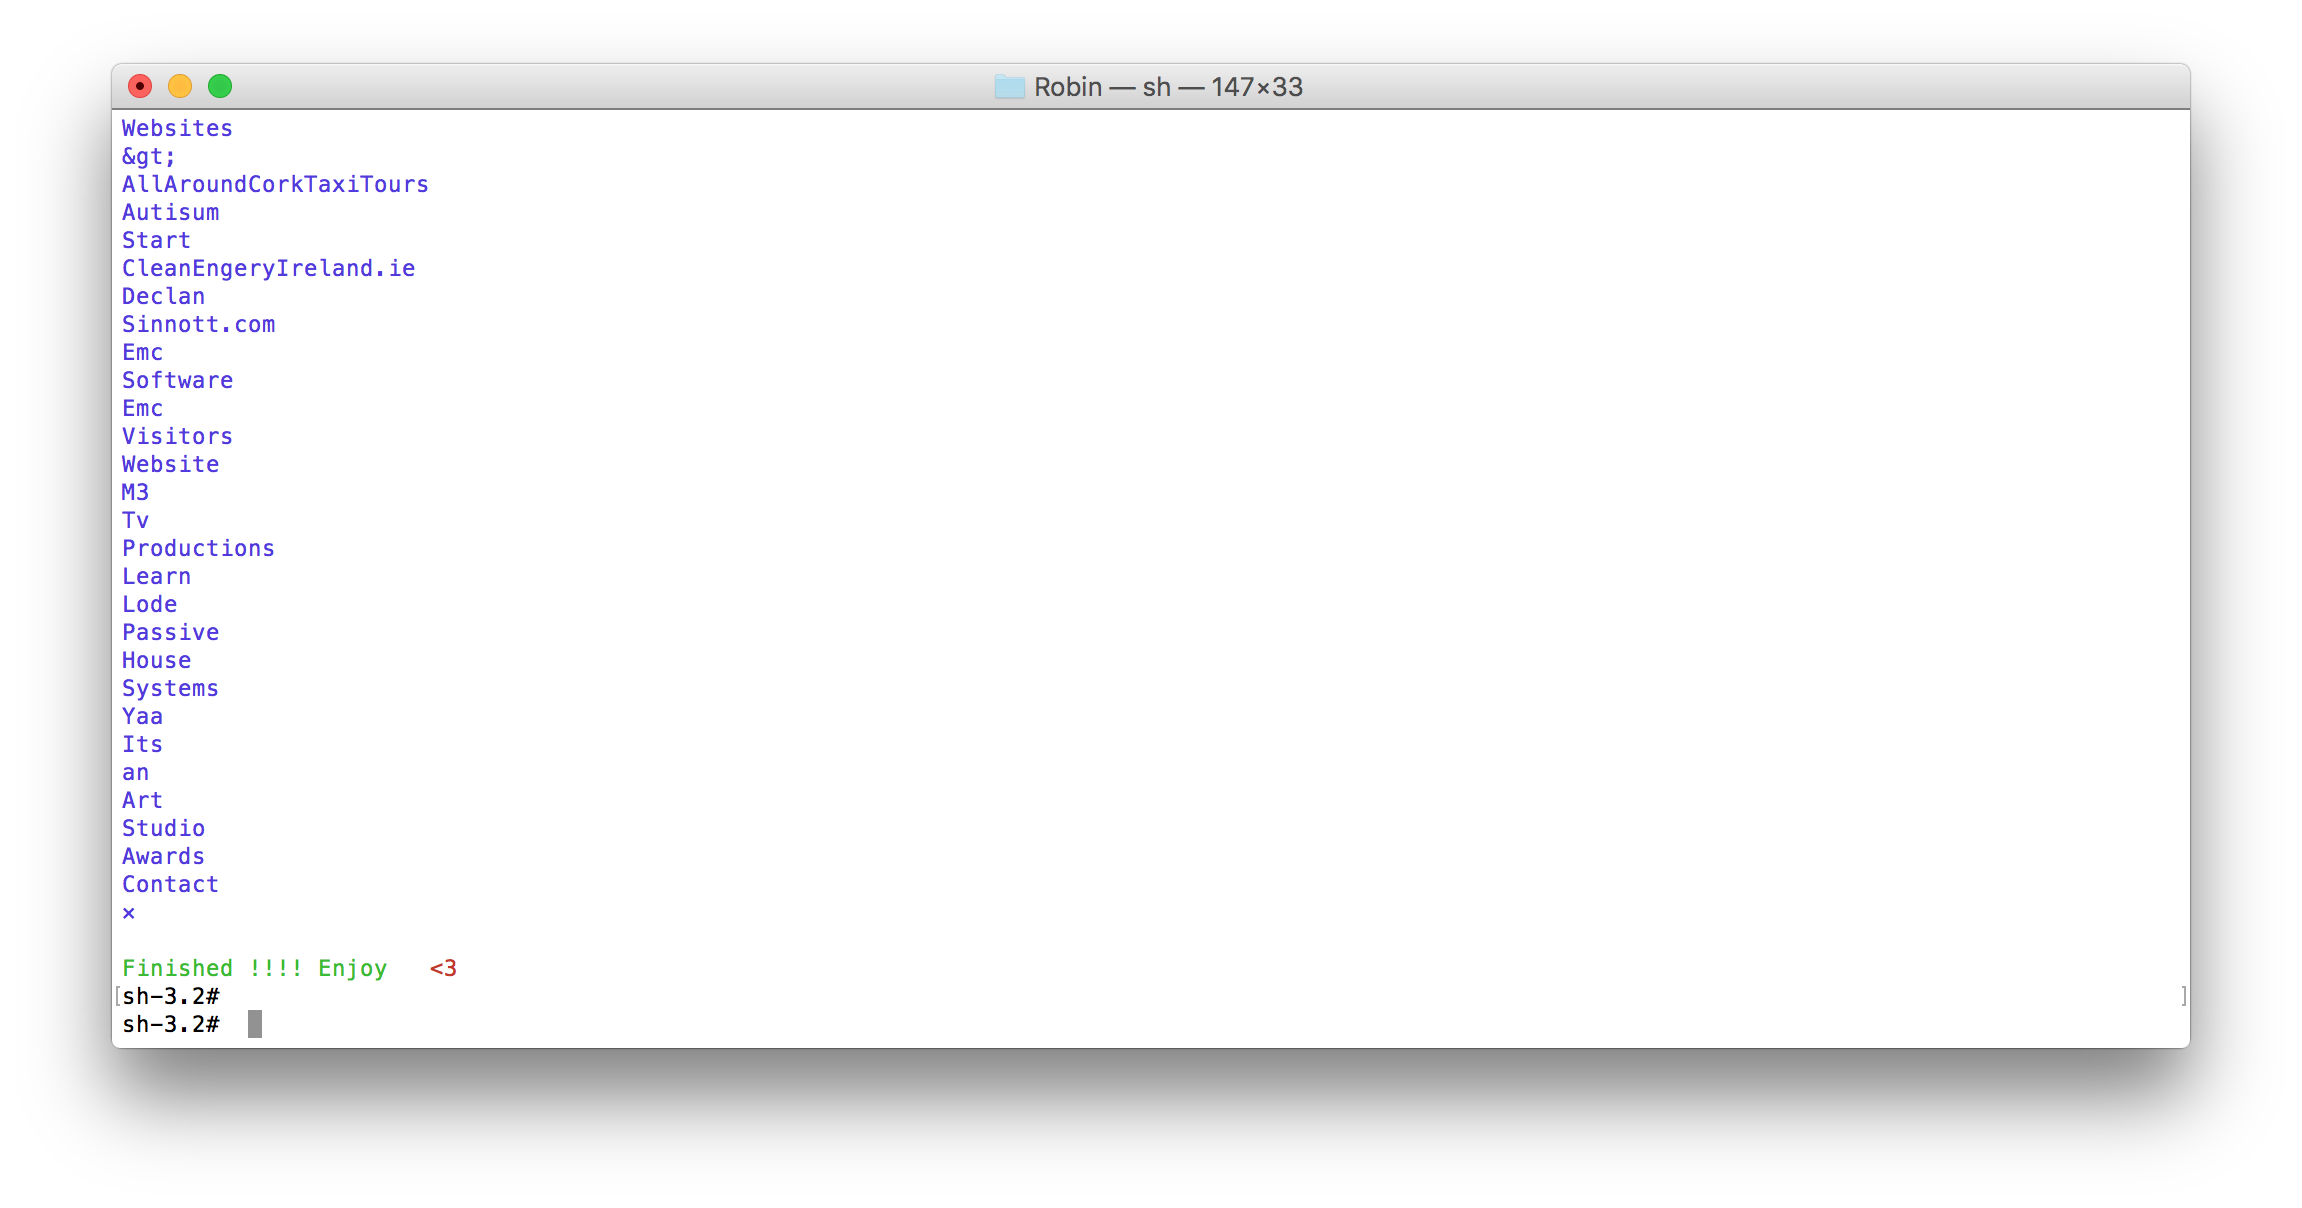 Robin — sh — 147×33
Websites
&gt;
AllAroundCorkTaxiTours
Autisum
Start
CleanEngeryIreland.ie
Declan
Sinnott.com
Emc
Software
Emc
Visitors
Website
M3
Tv
Productions
Learn
Lode
Passive
House
Systems
Yaa
Its
an
Art
Studio
Awards
Contact
×
Finished !!!! Enjoy   <3
[sh-3.2# ]
sh-3.2#